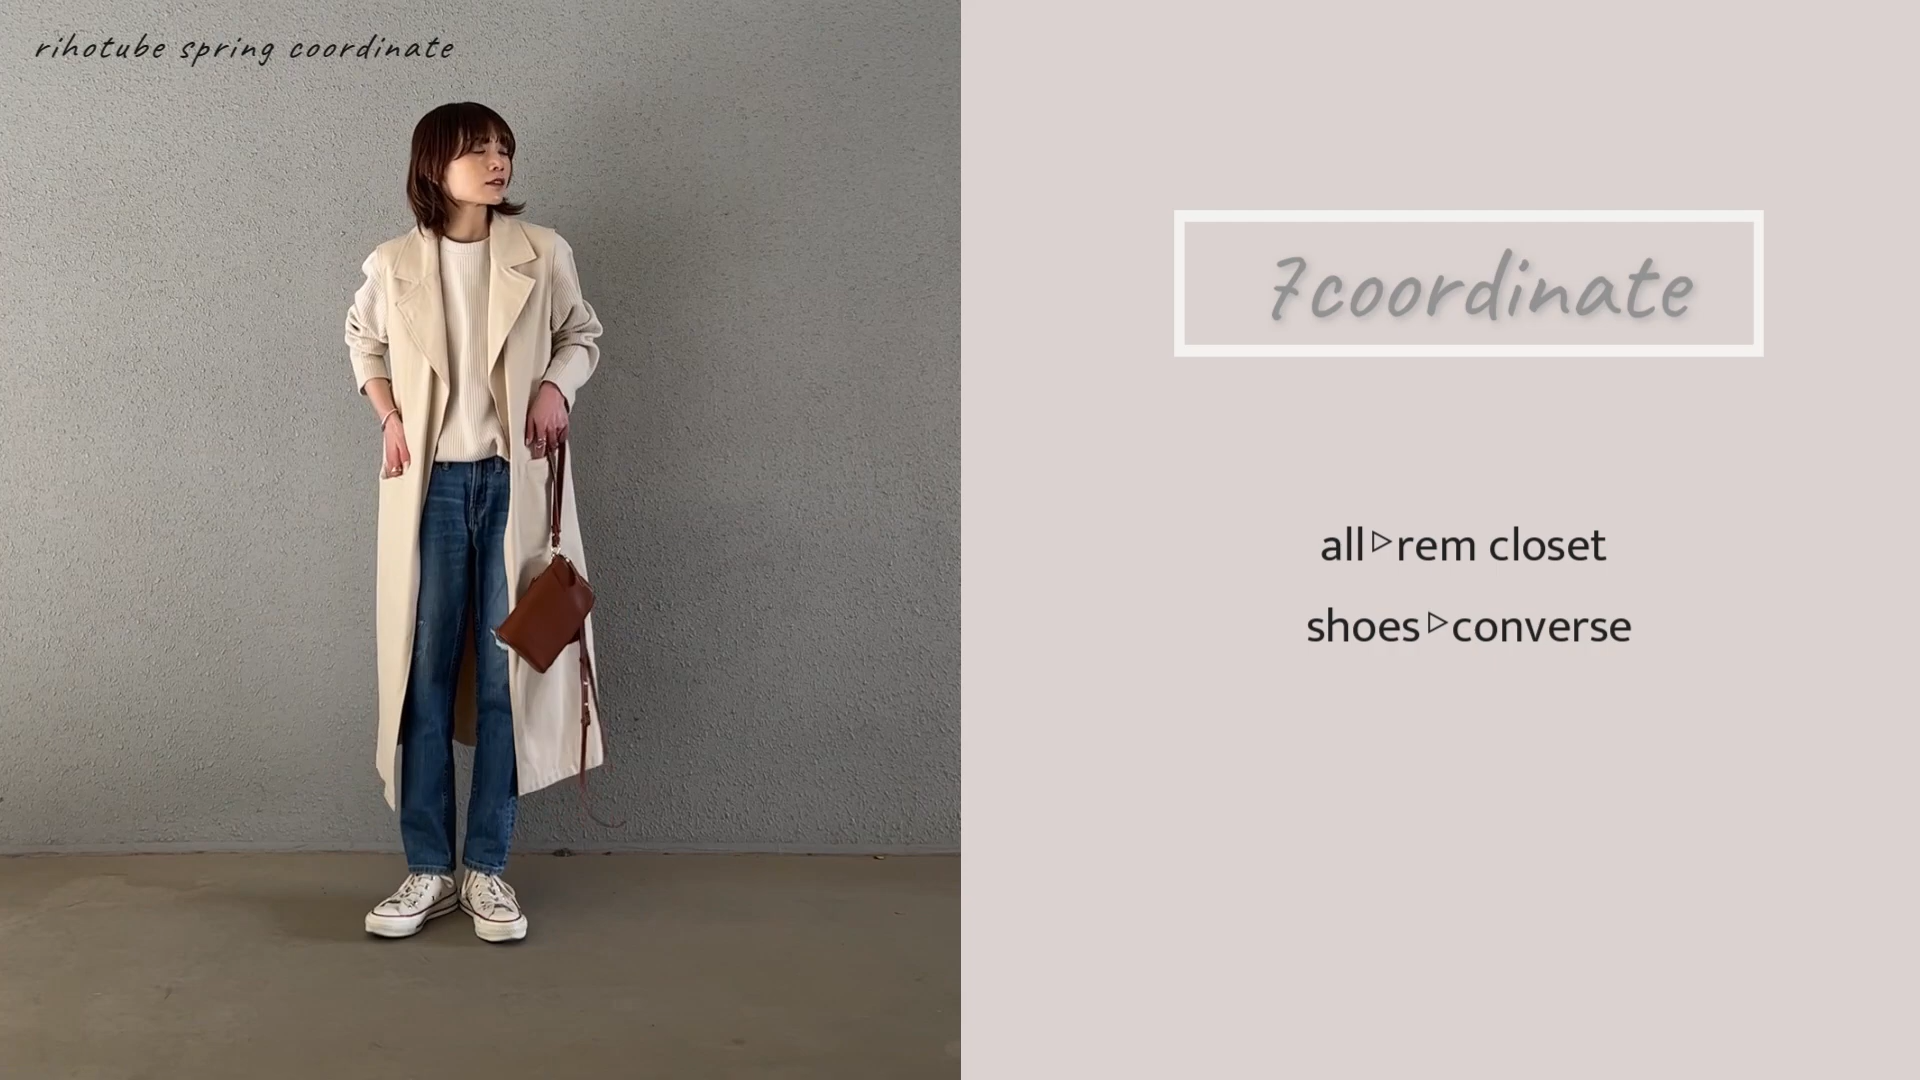 rihotube spring coordinate
7coordinate
all▷rem closet
shoes▷converse